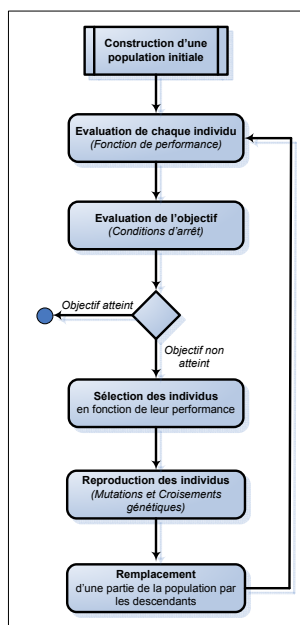 Construction d'une
population initiale
Evaluation de chaque individu
(Fonction de performance)
Evaluation de l'objectif
(Conditions d'arrêt)
Objectif atteint
Objectif non
atteint
Sélection des individus
en fonction de leur performance
Reproduction des individus
(Mutations et Croisements
génétiques)
Remplacement
d'une partie de la population par
les descendants